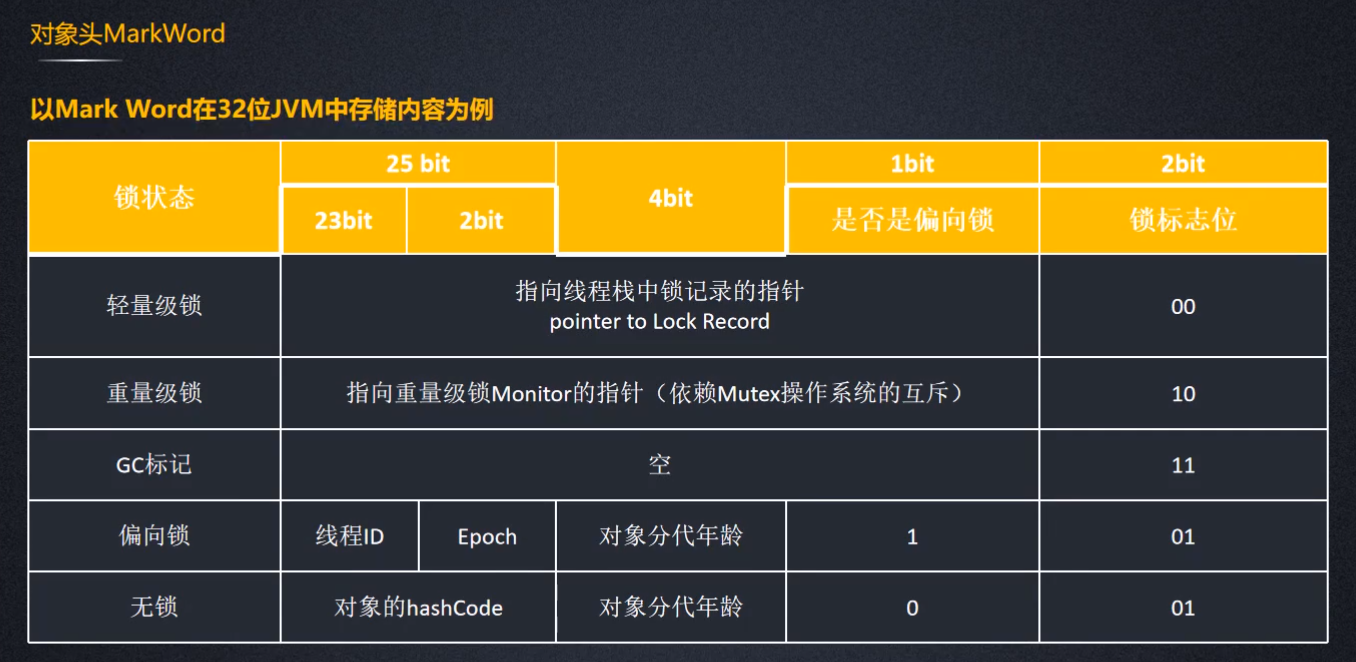 对象头MarkWord
以Mark Word在32位JVM中存储内容为例
锁状态 25 bit 4bit 1bit 2bit
23bit 2bit 是否是偏向锁 锁标志位
轻量级锁 指向线程栈中锁记录的指针 00
pointer to Lock Record
重量级锁 指向重量级锁Monitor的指针（依赖Mutex操作系统的互斥） 10
GC标记 空 11
偏向锁 线程ID Epoch 对象分代年龄 1 01
无锁 对象的hashCode 对象分代年龄 0 01